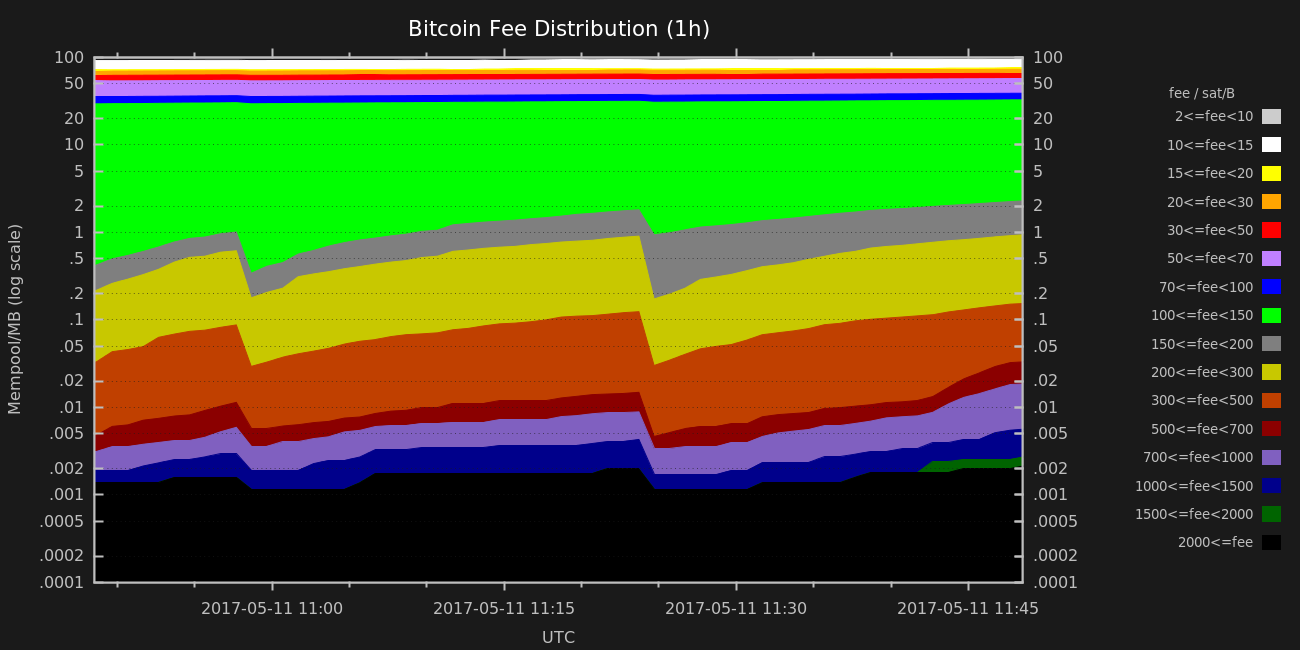 Bitcoin Fee Distribution (1h)
Mempool/MB (log scale)
100
50
20
10
5
2
1
.5
.2
.1
.05
.02
.01
.005
.002
.001
.0005
.0002
.0001
100
50
20
10
5
2
1
.5
.2
.1
.05
.02
.01
.005
.002
.001
.0005
.0002
.0001
2017-05-11 11:00 2017-05-11 11:15 2017-05-11 11:30 2017-05-11 11:45
UTC
fee / sat/B
2<=fee<10
10<=fee<15
15<=fee<20
20<=fee<30
30<=fee<50
50<=fee<70
70<=fee<100
100<=fee<150
150<=fee<200
200<=fee<300
300<=fee<500
500<=fee<700
700<=fee<1000
1000<=fee<1500
1500<=fee<2000
2000<=fee